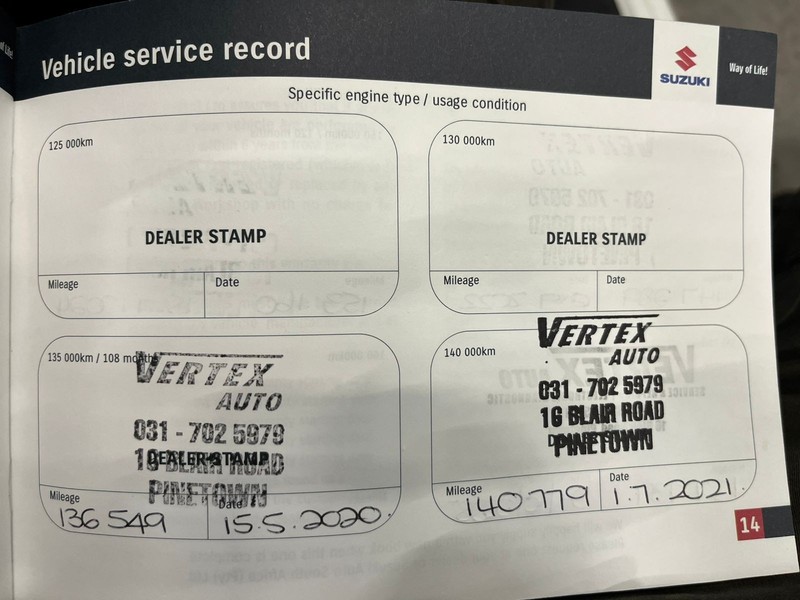 Vehicle service record
SUZUKI
Way of Life!
Specific engine type / usage condition
125 000km
DEALER STAMP
Mileage
Date
130 000km
DEALER STAMP
Mileage
Date
135 000km / 108 months
VERTEX
AUTO
031 - 702 5979
DEALER STAMP
16 BLAIR ROAD
PINETOWN
Mileage
Date
136 549
15.5.2020.
140 000km
VERTEX
AUTO
031 - 702 5979
16 BLAIR ROAD
PINETOWN
Mileage
Date
140 779
1.7.2021.
14